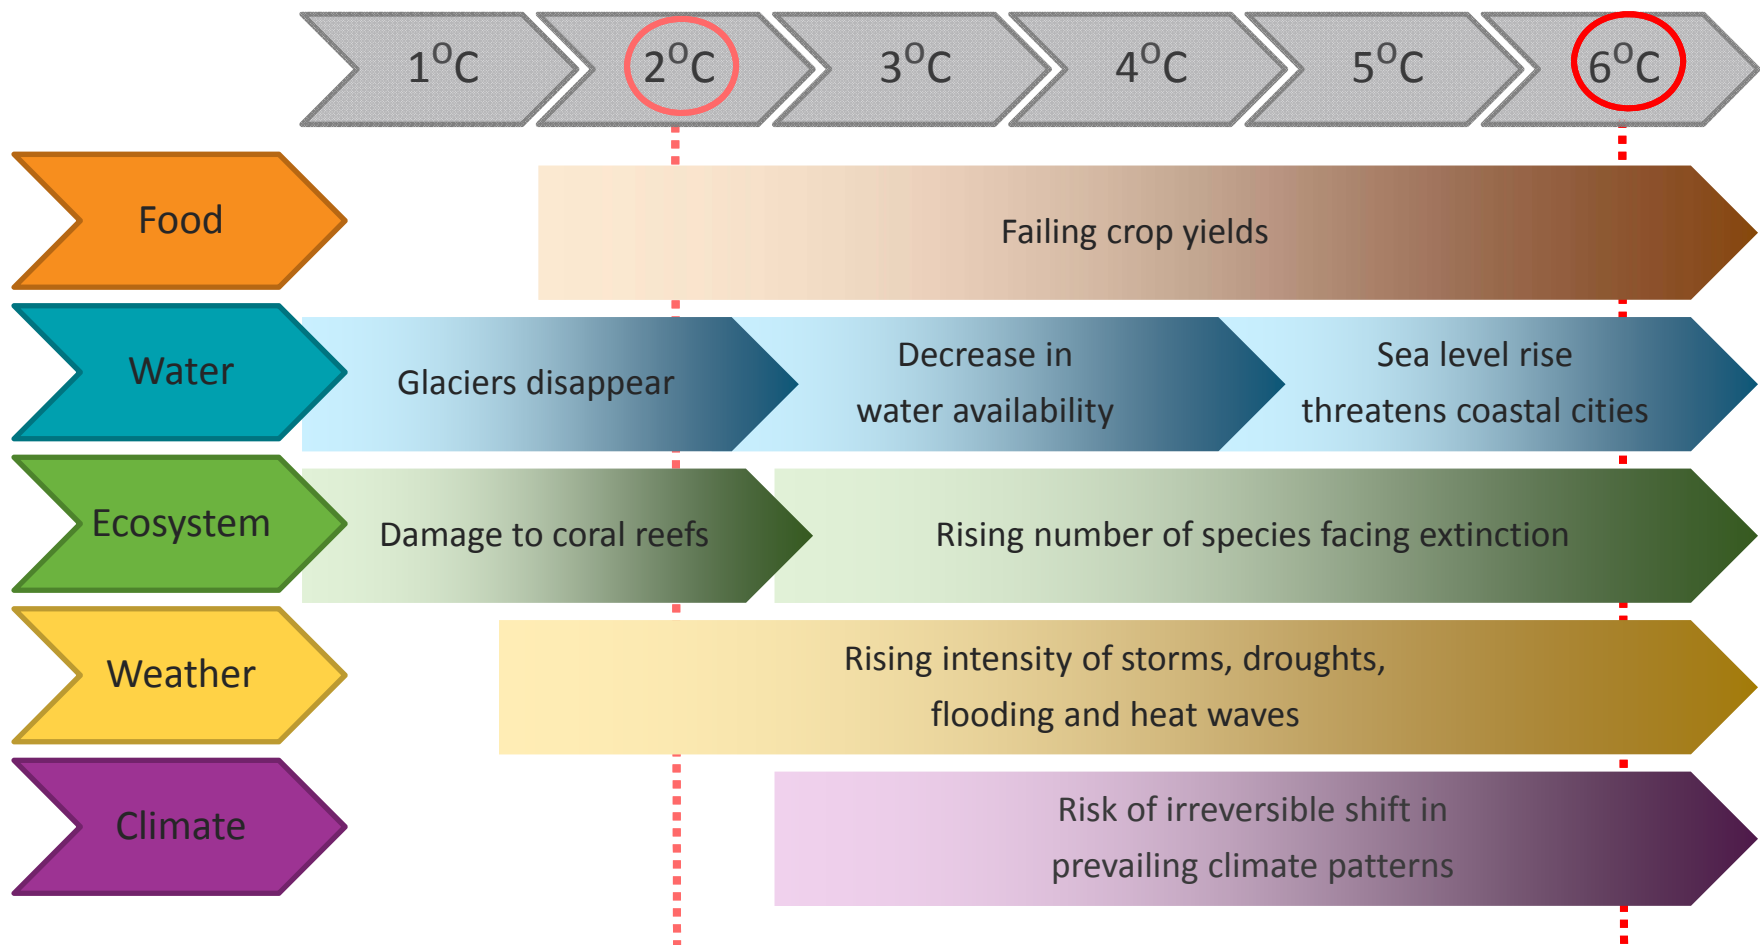 1°C
2°C
3°C
4°C
5°C
6°C
Food
Failing crop yields
Water
Glaciers disappear
Decrease in
water availability
Sea level rise
threatens coastal cities
Ecosystem
Damage to coral reefs
Rising number of species facing extinction
Weather
Rising intensity of storms, droughts,
flooding and heat waves
Climate
Risk of irreversible shift in
prevailing climate patterns